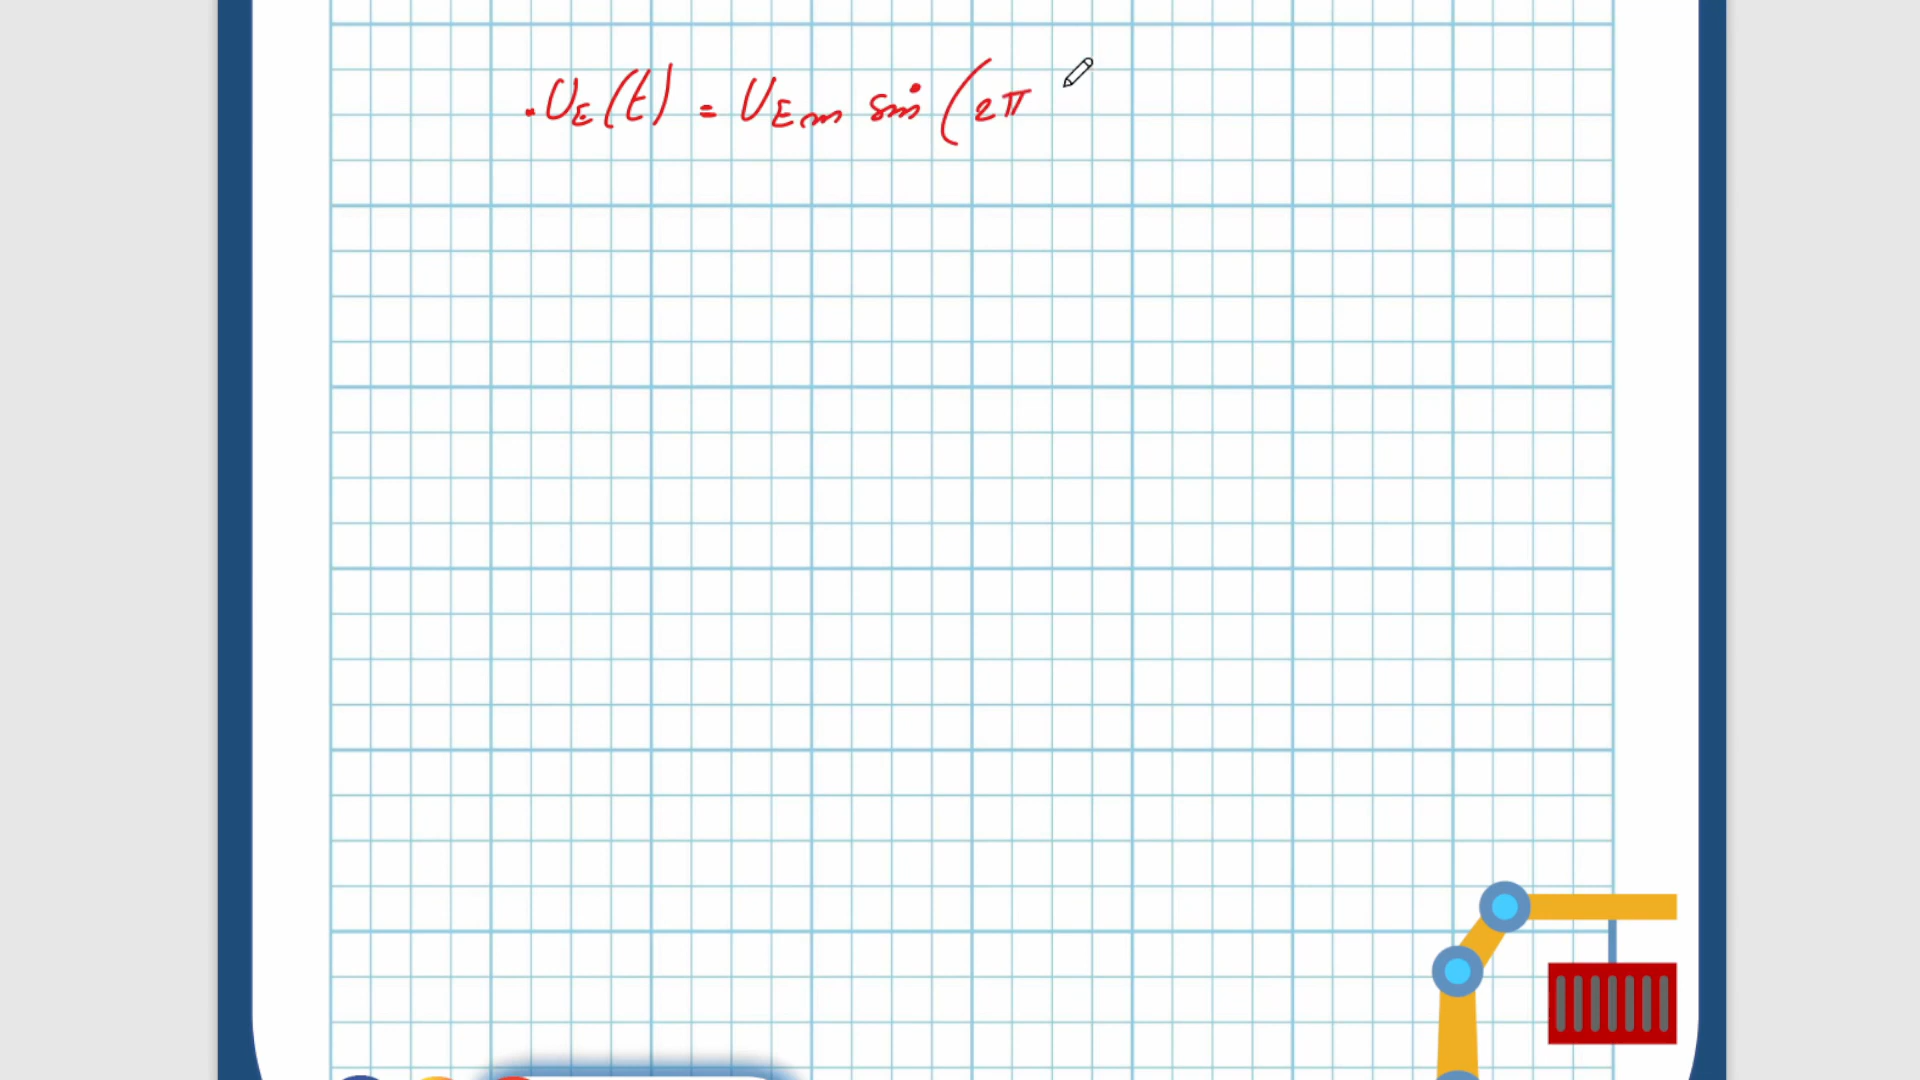 . U_E(t) = U_Em sin (2π